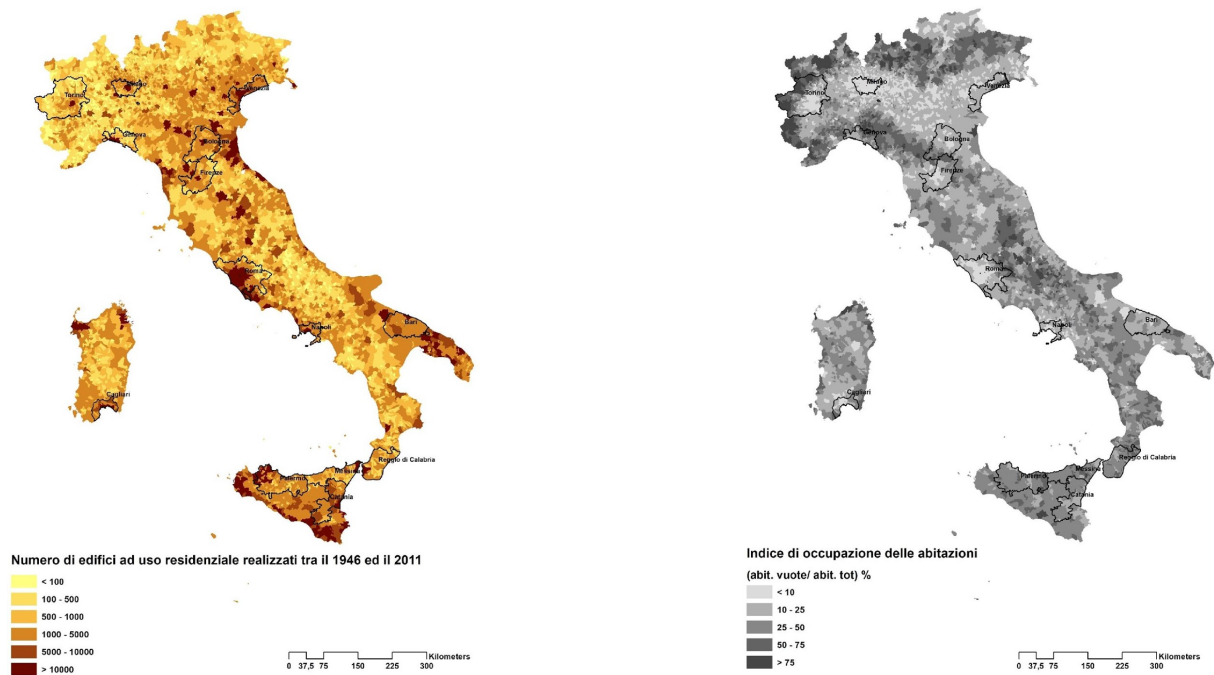 Torino
Milano
Venezia
Genova
Bologna
Firenze
Roma
Napoli
Bari
Cagliari
Reggio di Calabria
Messina
Palermo
Catania
Numero di edifici ad uso residenziale realizzati tra il 1946 ed il 2011
< 100
100 - 500
500 - 1000
1000 - 5000
5000 - 10000
> 10000
Kilometers
0 37,5 75 150 225 300
Torino
Milano
Venezia
Genova
Bologna
Firenze
Roma
Napoli
Bari
Cagliari
Reggio di Calabria
Messina
Palermo
Catania
Indice di occupazione delle abitazioni
(abit. vuote/ abit. tot) %
< 10
10 - 25
25 - 50
50 - 75
> 75
Kilometers
0 37,5 75 150 225 300